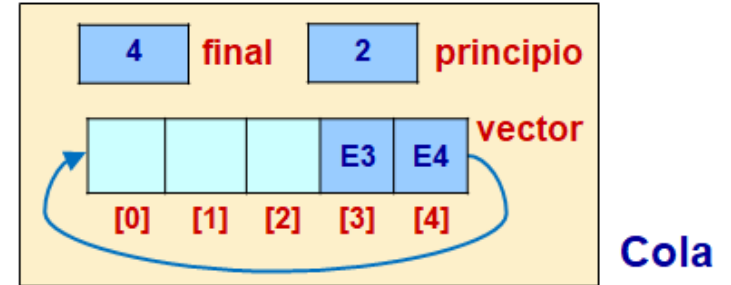 4 final 2 principio
vector
E3 E4
[0] [1] [2] [3] [4]
Cola